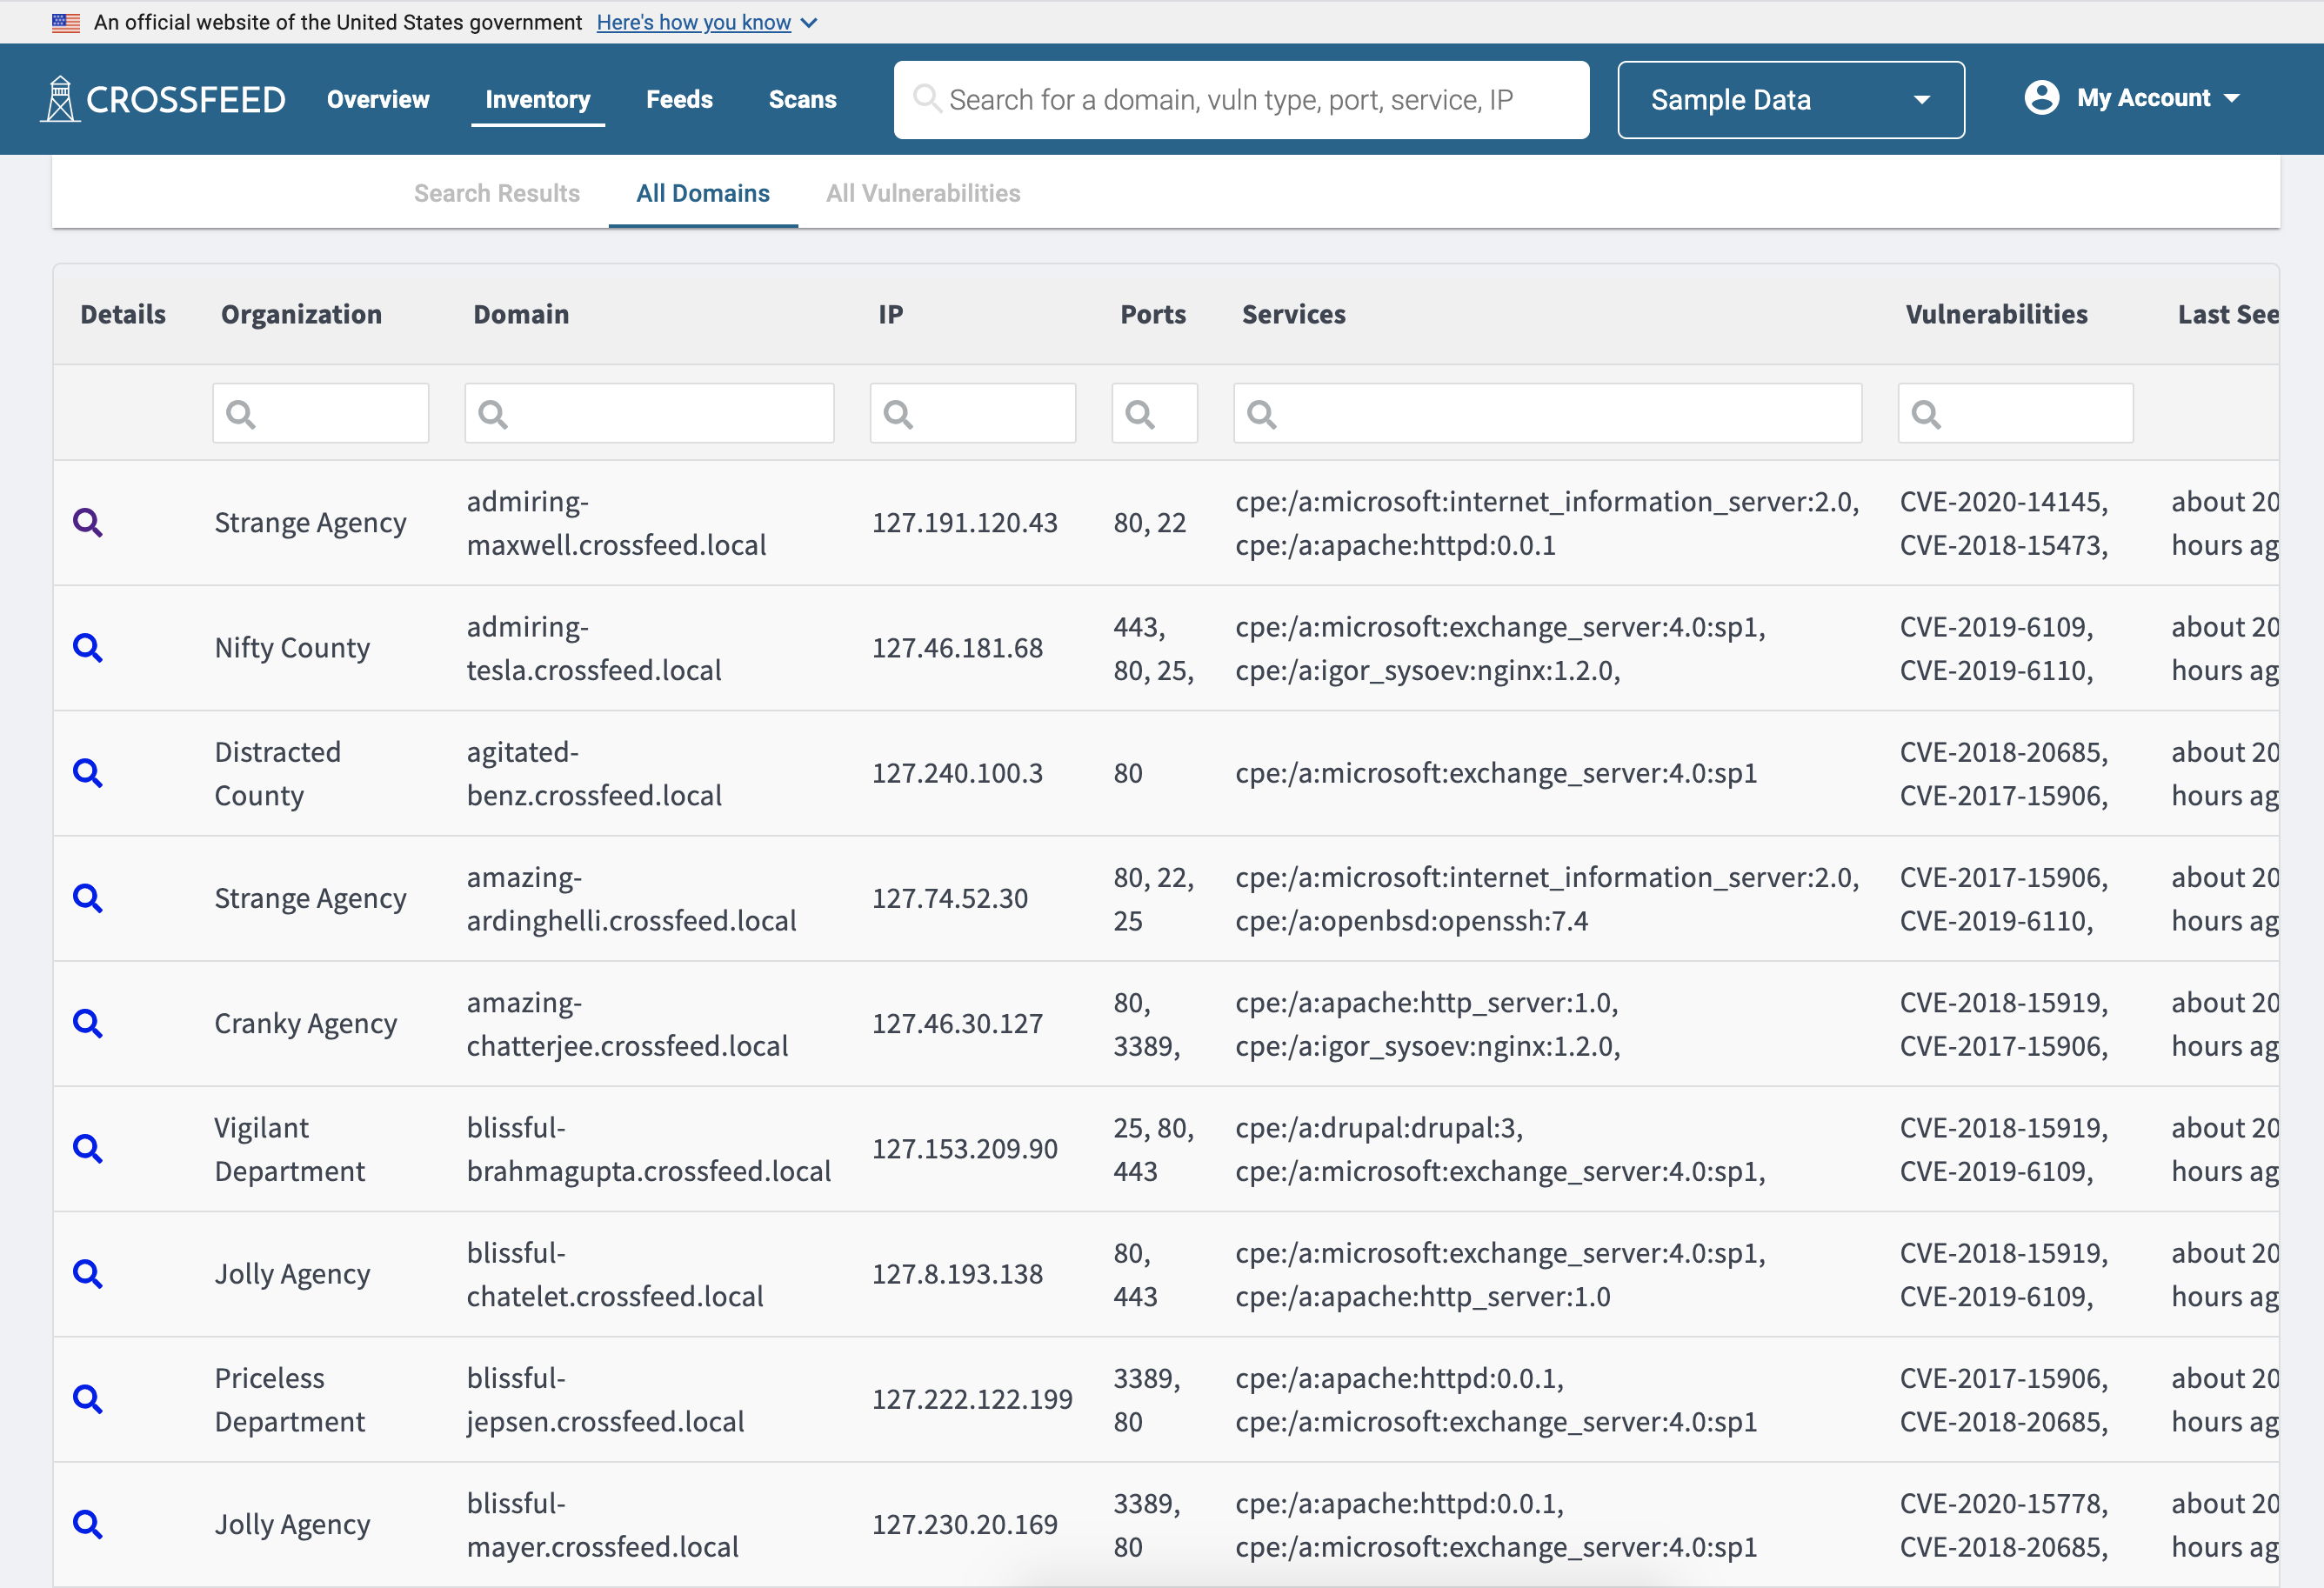 An official website of the United States government Here's how you know
CROSSFEED Overview Inventory Feeds Scans Search for a domain, vuln type, port, service, IP Sample Data My Account
Search Results All Domains All Vulnerabilities
Details Organization Domain IP Ports Services Vulnerabilities Last See
admiring- cpe:/a:microsoft:internet_information_server:2.0, CVE-2020-14145, about 20
Strange Agency 127.191.120.43 80, 22
maxwell.crossfeed.local cpe:/a:apache:httpd:0.0.1 CVE-2018-15473, hours ag
admiring- 443, cpe:/a:microsoft:exchange_server:4.0:sp1, CVE-2019-6109, about 20
Nifty County 127.46.181.68
tesla.crossfeed.local 80, 25, cpe:/a:igor_sysoev:nginx:1.2.0, CVE-2019-6110, hours ag
Distracted agitated- CVE-2018-20685, about 20
127.240.100.3 80 cpe:/a:microsoft:exchange_server:4.0:sp1
County benz.crossfeed.local CVE-2017-15906, hours ag
amazing- 80, 22, cpe:/a:microsoft:internet_information_server:2.0, CVE-2017-15906, about 20
Strange Agency 127.74.52.30
ardinghelli.crossfeed.local 25 cpe:/a:openbsd:openssh:7.4 CVE-2019-6110, hours ag
amazing- 80, cpe:/a:apache:http_server:1.0, CVE-2018-15919, about 20
Cranky Agency 127.46.30.127
chatterjee.crossfeed.local 3389, cpe:/a:igor_sysoev:nginx:1.2.0, CVE-2017-15906, hours ag
Vigilant blissful- 25, 80, cpe:/a:drupal:drupal:3, CVE-2018-15919, about 20
127.153.209.90
Department brahmagupta.crossfeed.local 443 cpe:/a:microsoft:exchange_server:4.0:sp1, CVE-2019-6109, hours ag
blissful- 80, cpe:/a:microsoft:exchange_server:4.0:sp1, CVE-2018-15919, about 20
Jolly Agency 127.8.193.138
chatelet.crossfeed.local 443 cpe:/a:apache:http_server:1.0 CVE-2019-6109, hours ag
Priceless blissful- 3389, cpe:/a:apache:httpd:0.0.1, CVE-2017-15906, about 20
127.222.122.199
Department jepsen.crossfeed.local 80 cpe:/a:microsoft:exchange_server:4.0:sp1 CVE-2018-20685, hours ag
blissful- 3389, cpe:/a:apache:httpd:0.0.1, CVE-2020-15778, about 20
Jolly Agency 127.230.20.169
mayer.crossfeed.local 80 cpe:/a:microsoft:exchange_server:4.0:sp1 CVE-2018-20685, hours ag